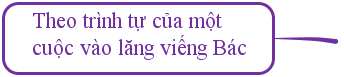 Theo trình tự của một
cuộc vào lăng viếng Bác